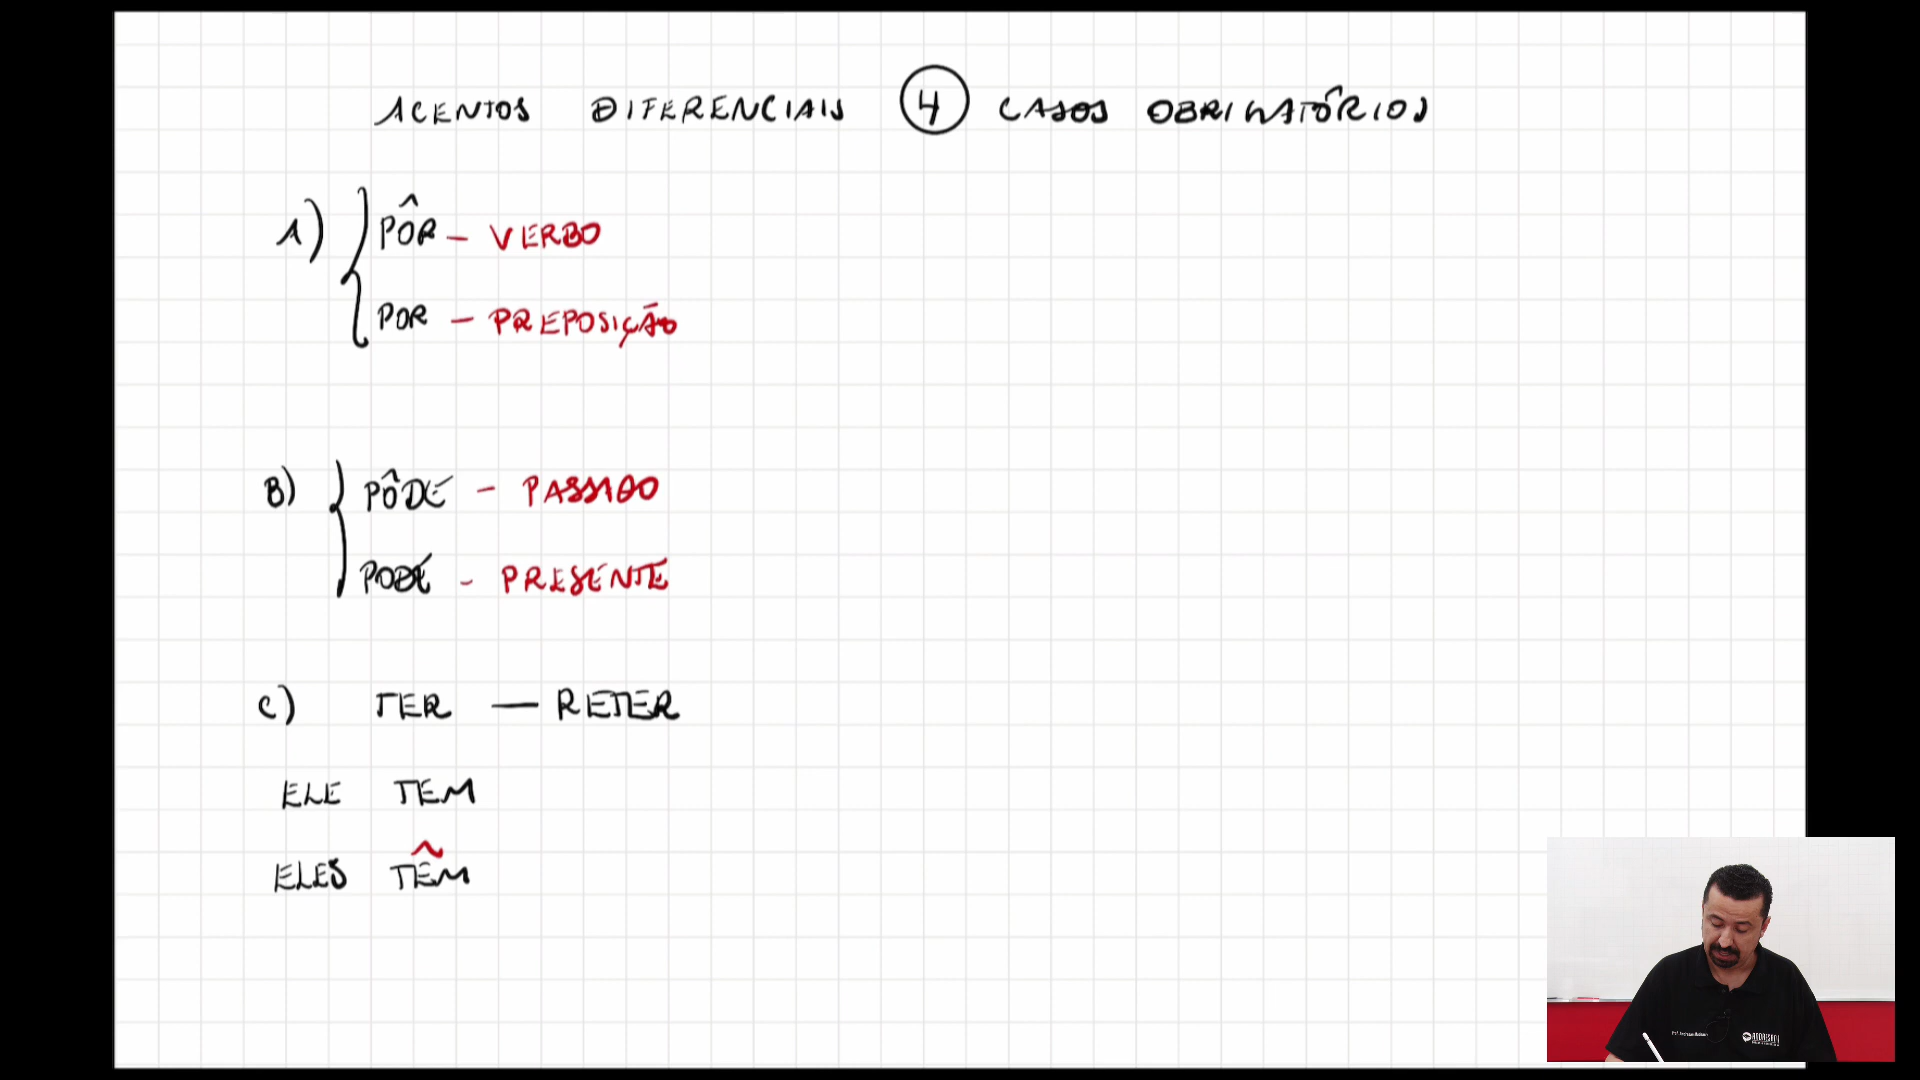 ACENTOS DIFERENCIAIS 4 CASOS OBRIGATÓRIOS
A) PÔR - VERBO
POR - PREPOSIÇÃO
B) PÔDE - PASSADO
PODE - PRESENTE
C) TER — RETER
ELE TEM
ELES TÊM